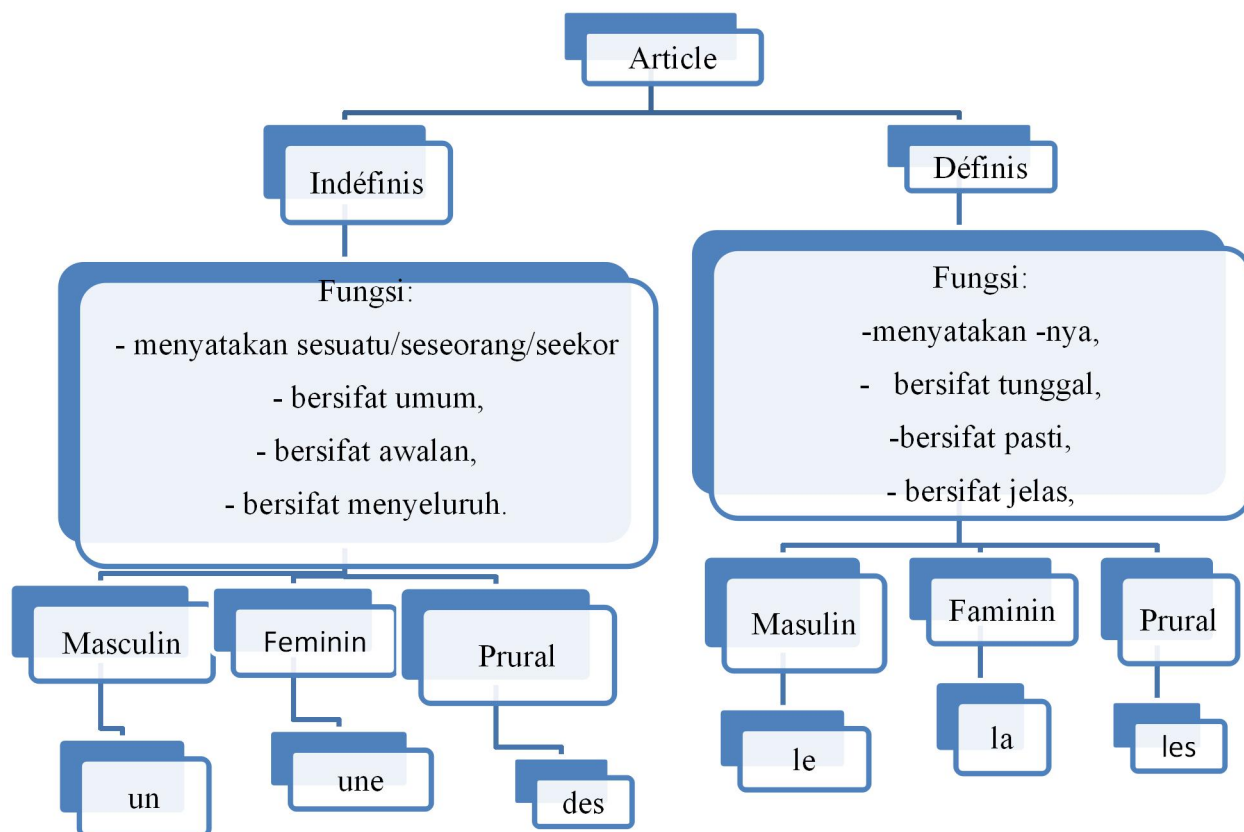 Article
Indéfinis
Définis
Fungsi:
- menyatakan sesuatu/seseorang/seekor
- bersifat umum,
- bersifat awalan,
- bersifat menyeluruh.
Fungsi:
-menyatakan -nya,
- bersifat tunggal,
-bersifat pasti,
- bersifat jelas,
Masculin
Feminin
Prural
Masulin
Faminin
Prural
un
une
des
le
la
les